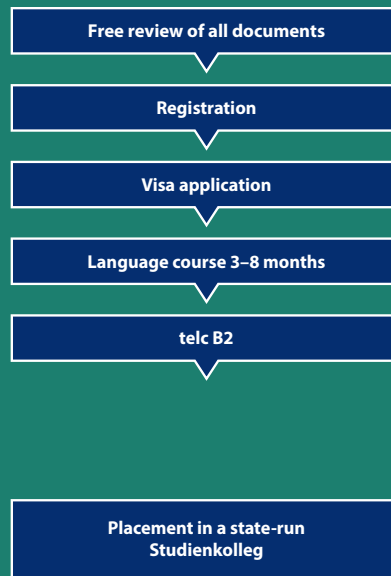 Free review of all documents
Registration
Visa application
Language course 3–8 months
telc B2
Placement in a state-run
Studienkolleg